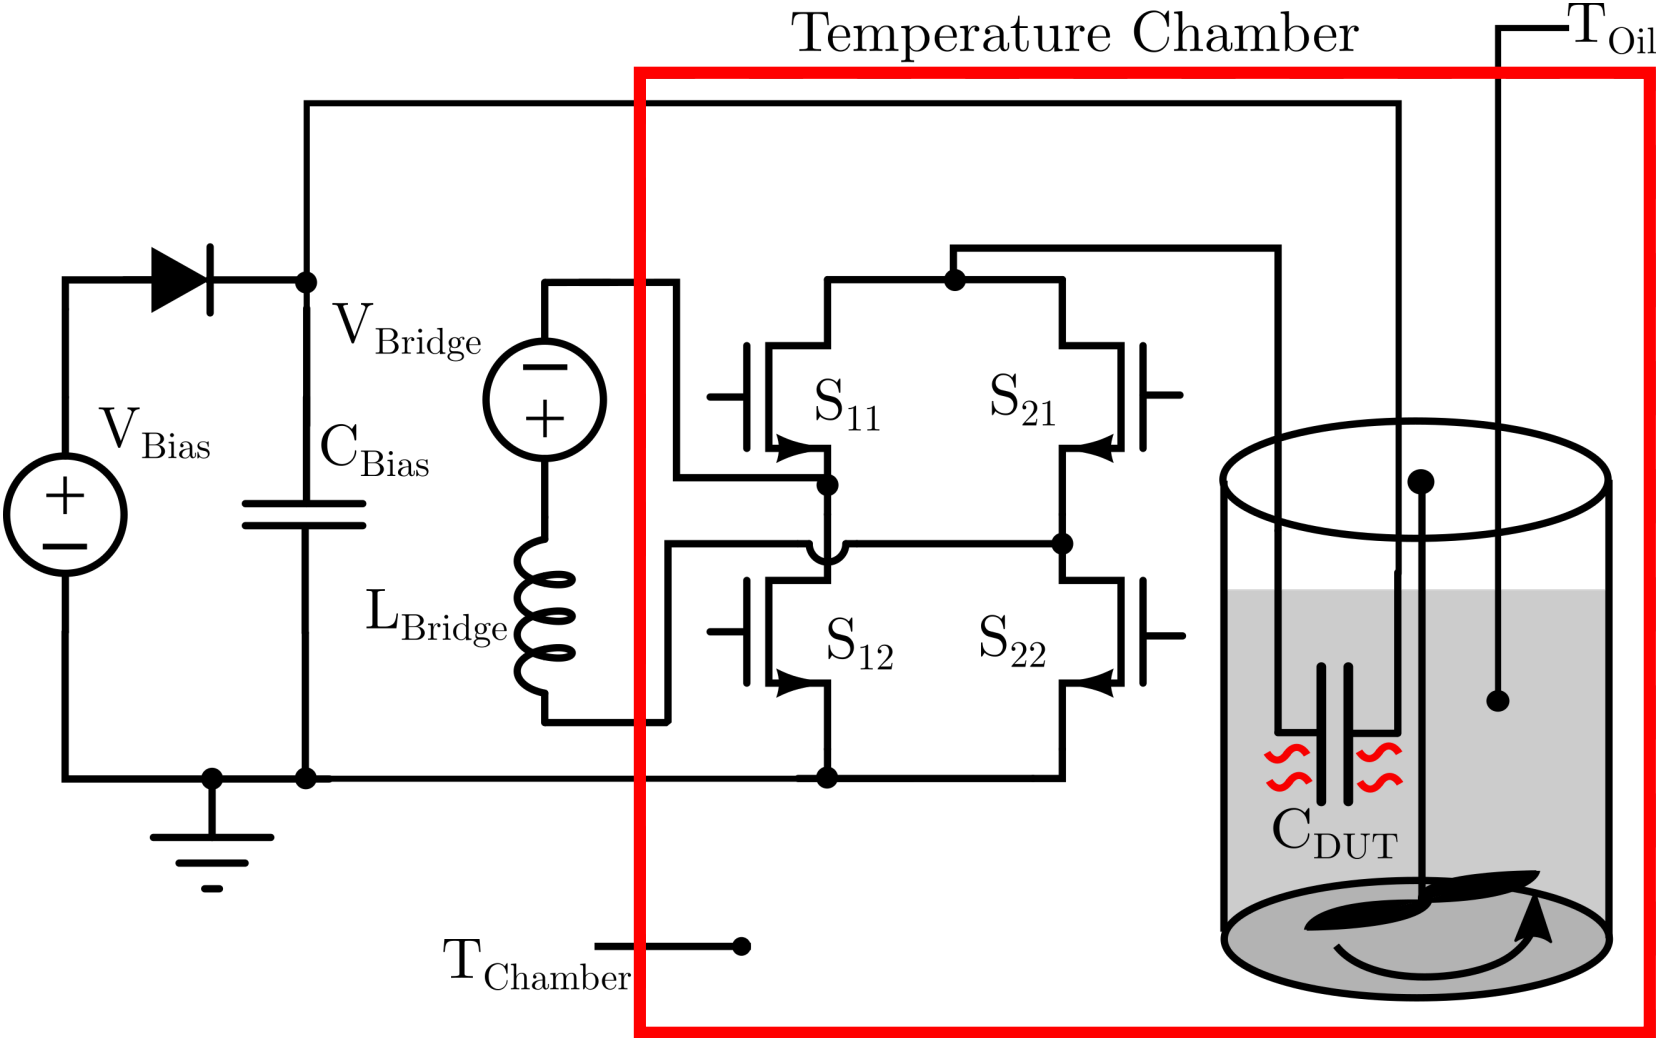 Temperature Chamber
T_Oil
V_Bridge
V_Bias
C_Bias
+
−
−
+
S_11
S_21
L_Bridge
S_12
S_22
C_DUT
T_Chamber